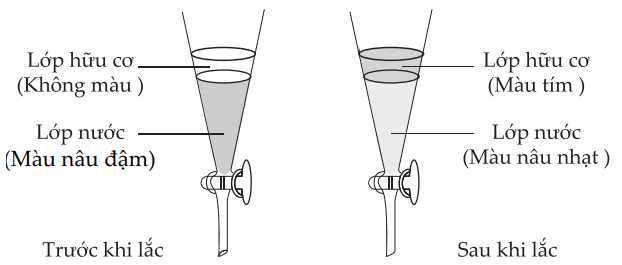 Lớp hữu cơ
(Không màu )
Lớp nước
(Màu nâu đậm)
Trước khi lắc
Lớp hữu cơ
(Màu tím )
Lớp nước
(Màu nâu nhạt )
Sau khi lắc